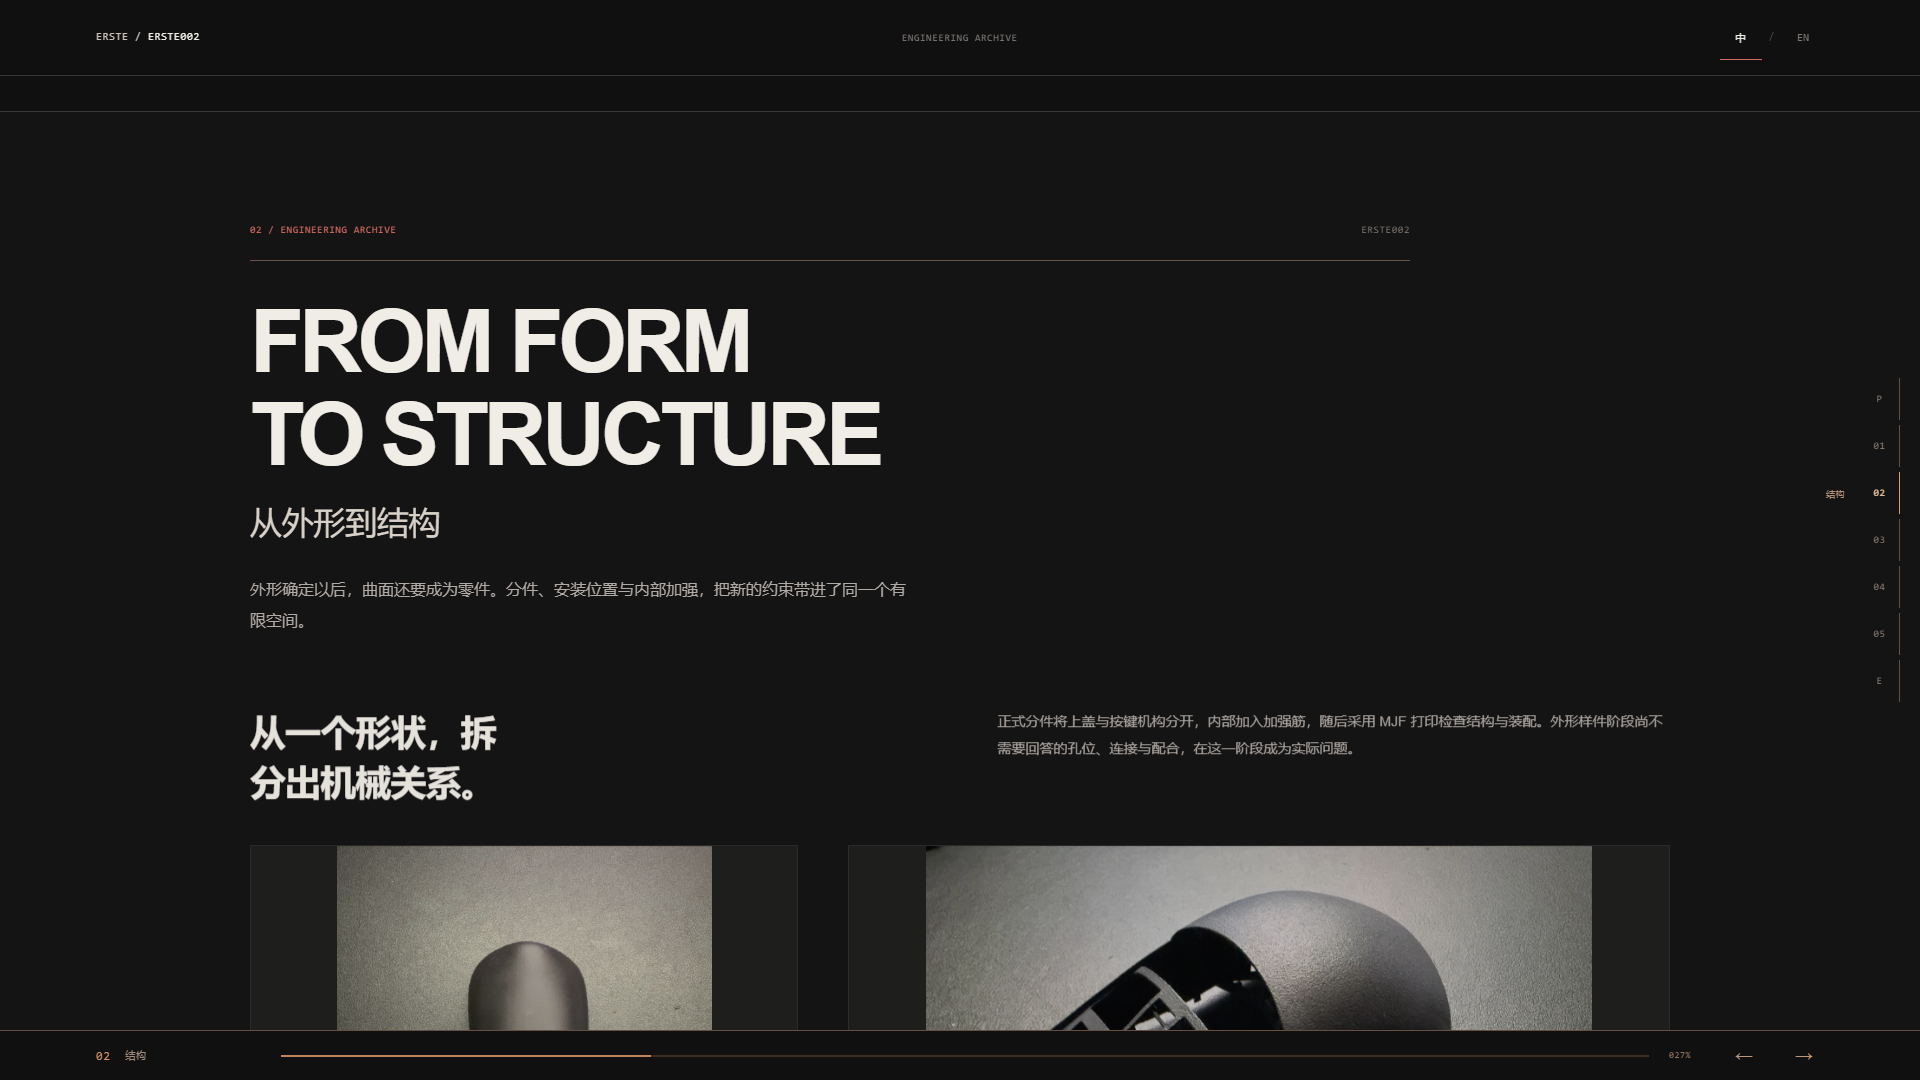 ERSTE / ERSTE002
ENGINEERING ARCHIVE
中 / EN
02 / ENGINEERING ARCHIVE
ERSTE002
FROM FORM
TO STRUCTURE
从外形到结构
外形确定以后，曲面还要成为零件。分件、安装位置与内部加强，把新的约束带进了同一个有
限空间。
P
01
结构 02
03
04
05
E
从一个形状，拆
分出机械关系。
正式分件将上盖与按键机构分开，内部加入加强筋，随后采用 MJF 打印检查结构与装配。外形样件阶段尚不
需要回答的孔位、连接与配合，在这一阶段成为实际问题。
02 结构
027% ← →